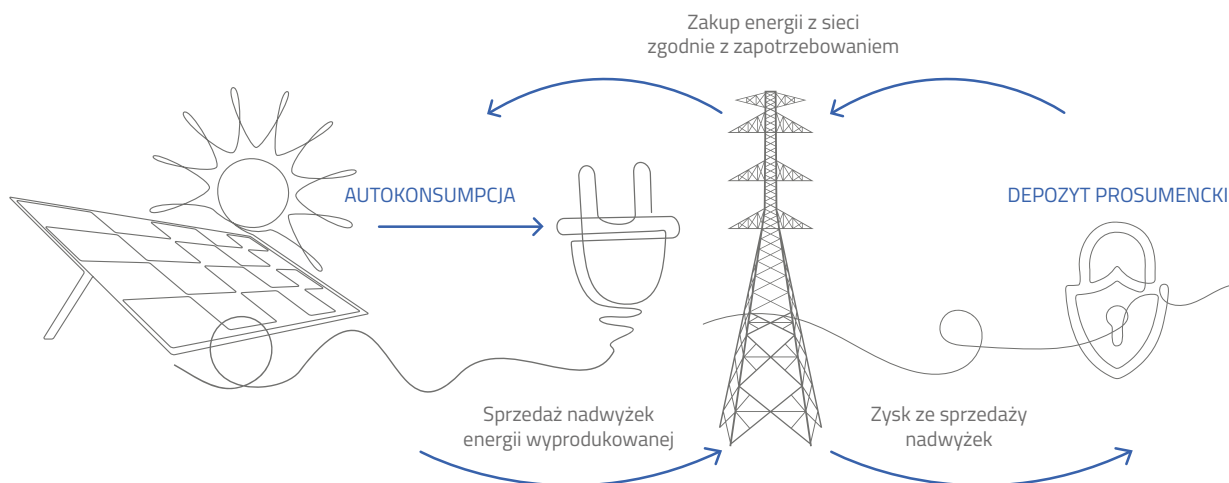 Zakup energii z sieci
zgodnie z zapotrzebowaniem
AUTOKONSUMPCJA
DEPOZYT PROSUMENCKI
Sprzedaż nadwyżek
energii wyprodukowanej
Zysk ze sprzedaży
nadwyżek